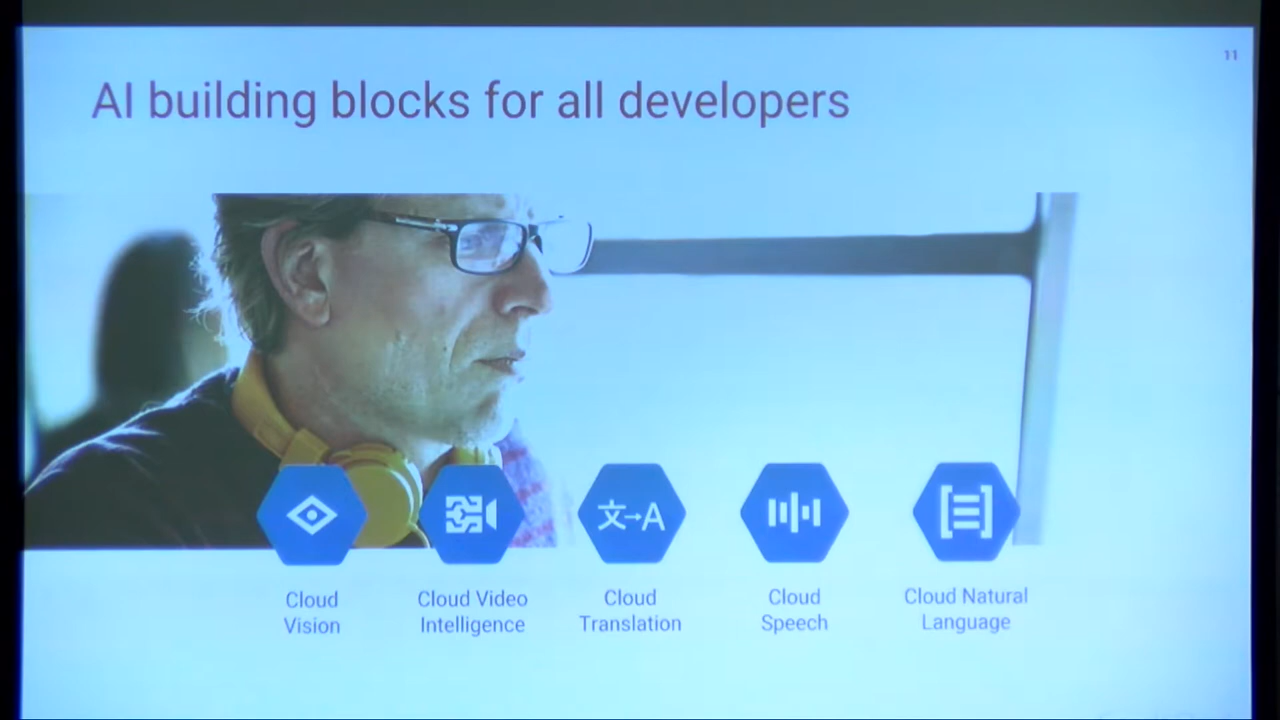 11
AI building blocks for all developers
文→A
Cloud
Vision
Cloud Video
Intelligence
Cloud
Translation
Cloud
Speech
Cloud Natural
Language